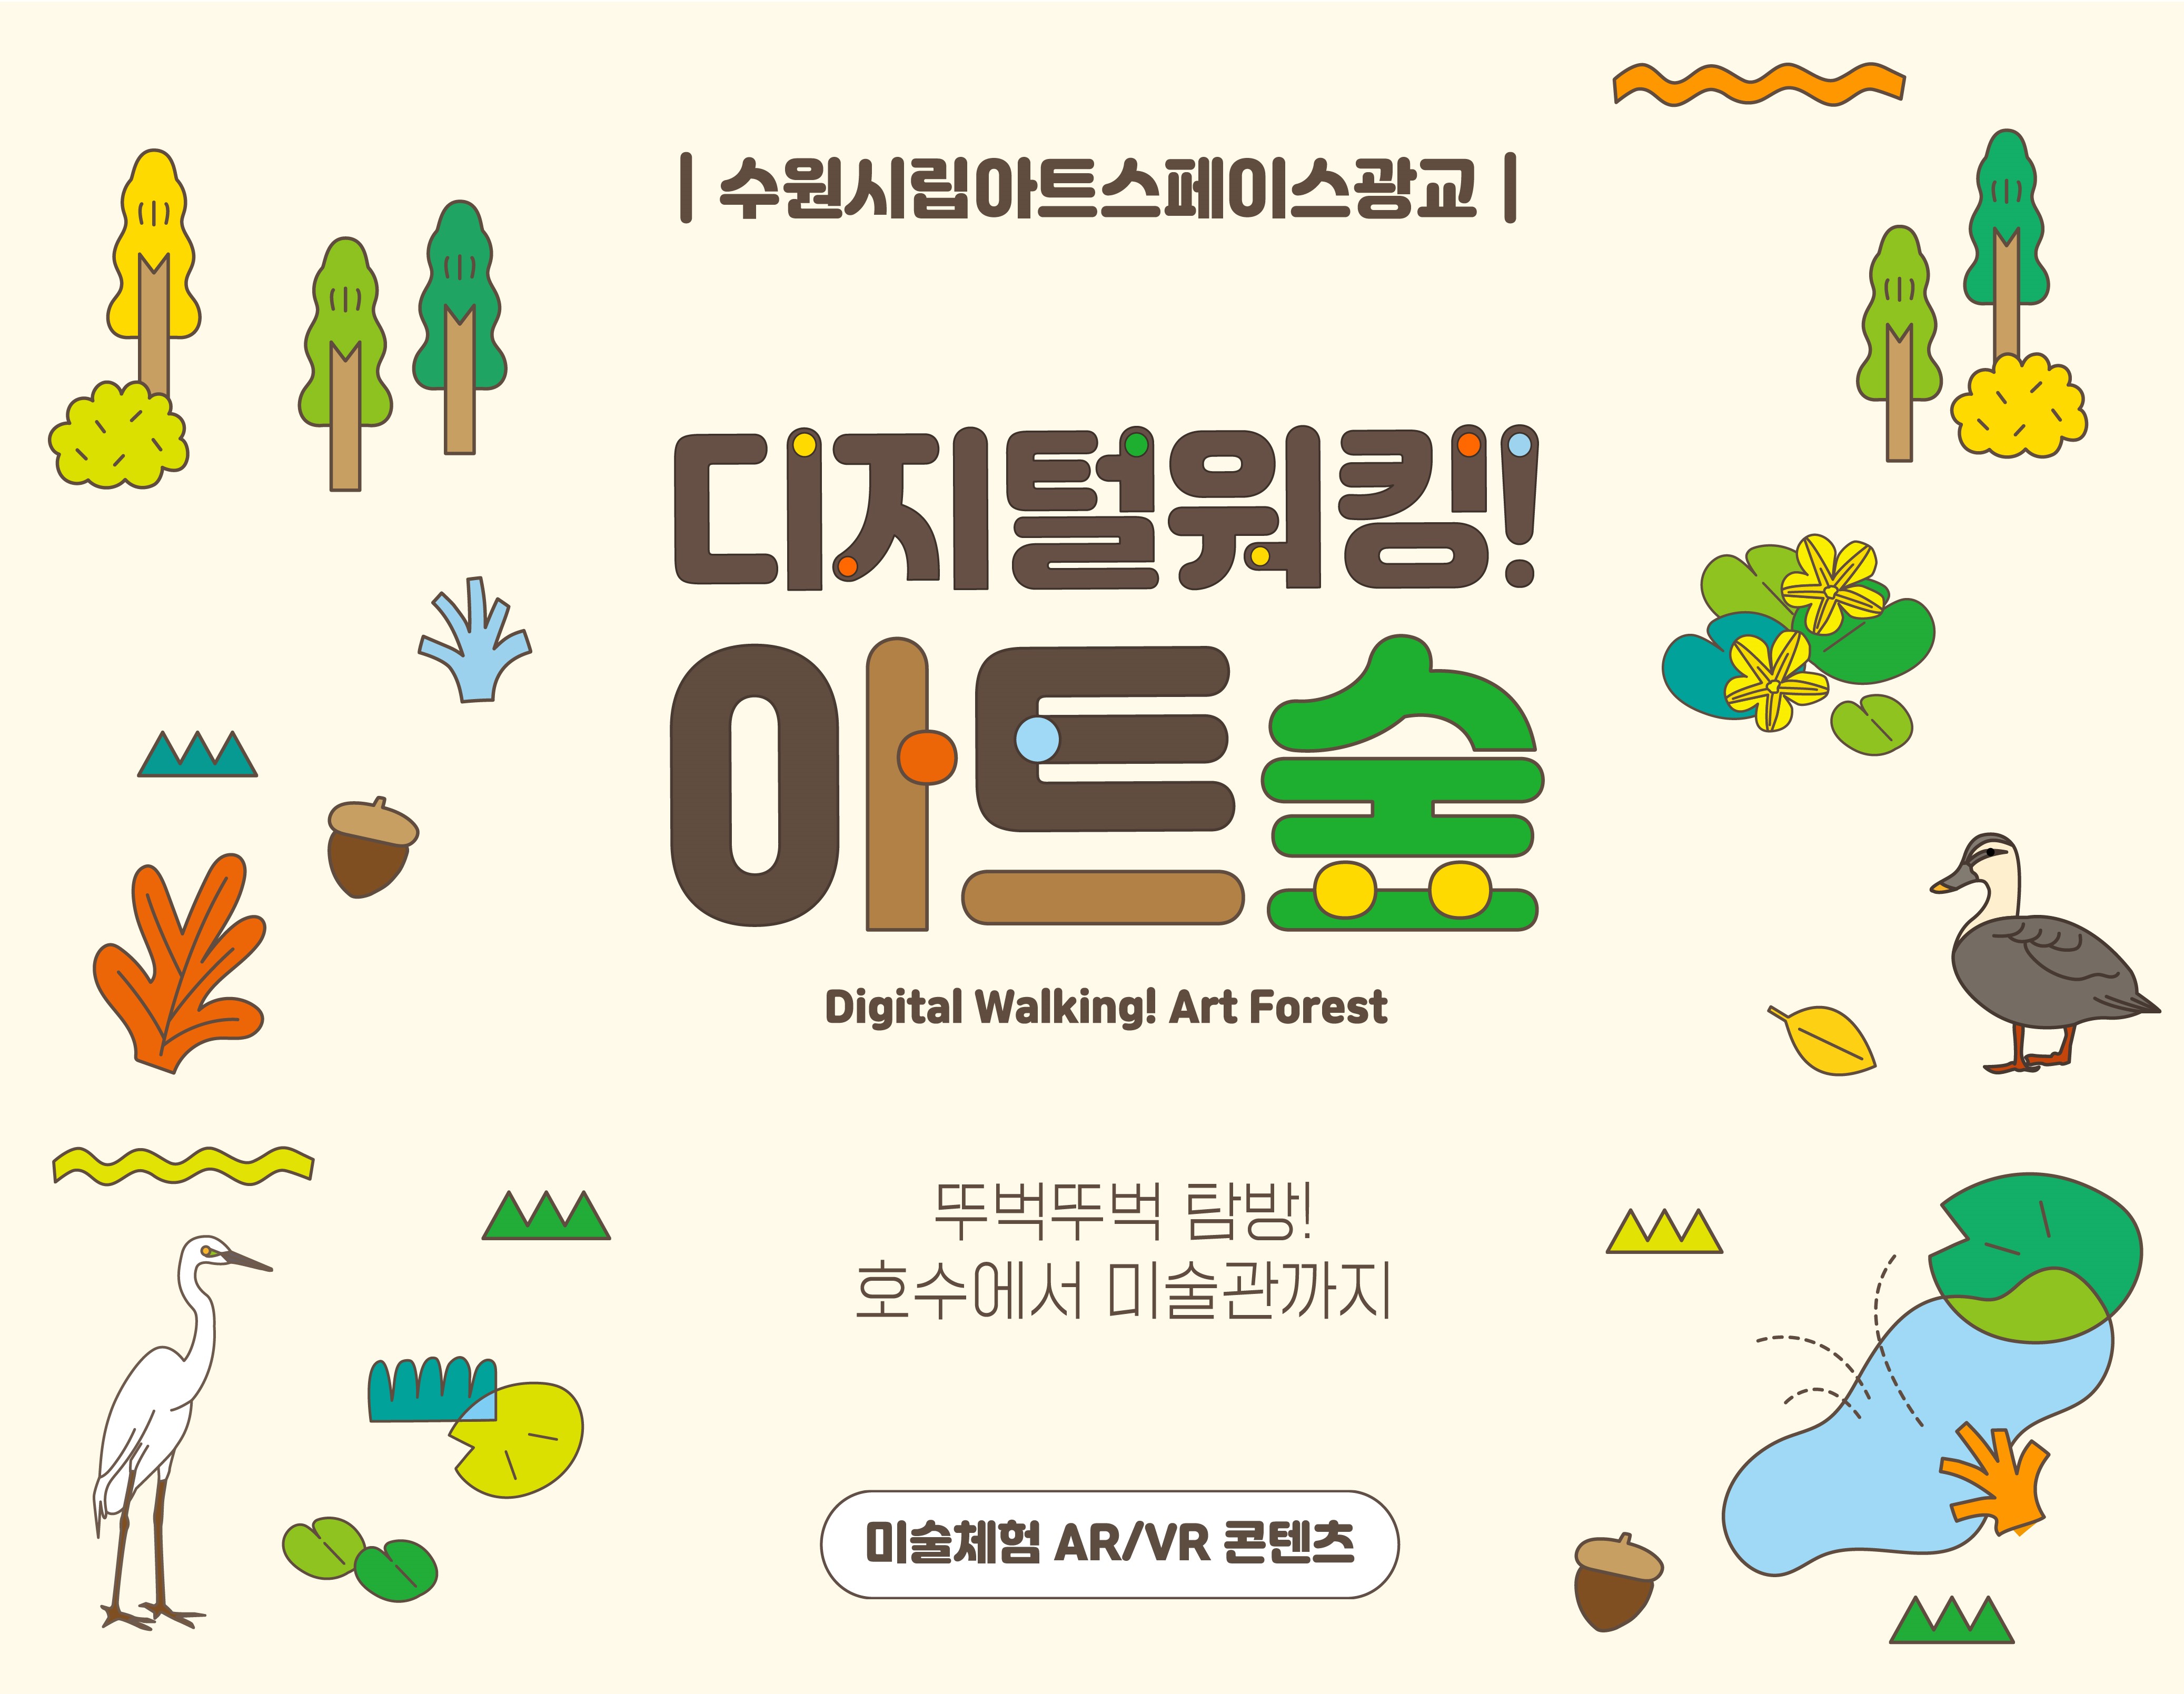 | 수원시립아트스페이스광교 |
디지털워킹!
아트숲
Digital Walking! Art Forest
뚜벅뚜벅 탐방!
호수에서 미술관까지
미술체험 AR/VR 콘텐츠